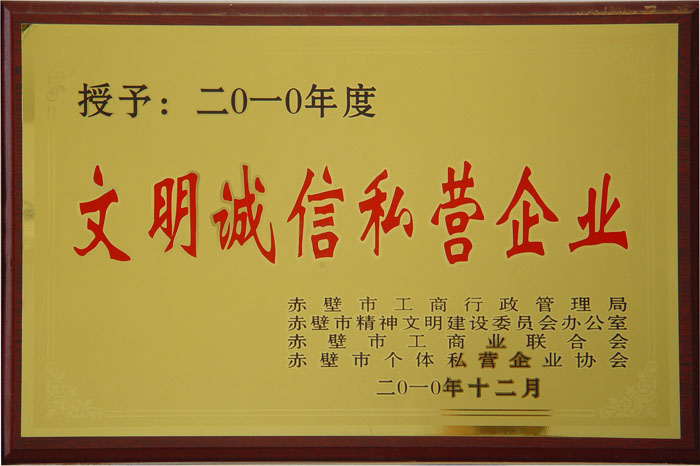 授予：二0一0年度
文明诚信私营企业
赤壁市工商行政管理局
赤壁市精神文明建设委员会办公室
赤壁市工商业联合会
赤壁市个体私营企业协会
二0一0年十二月